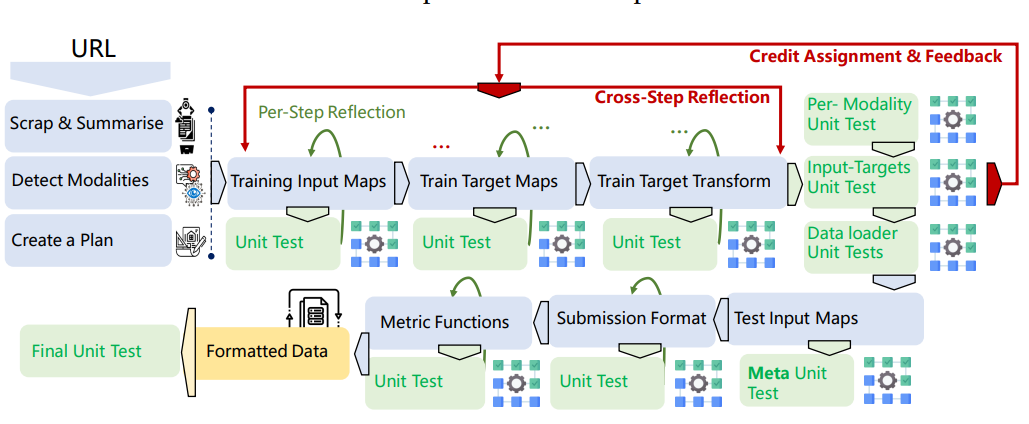 URL
Credit Assignment & Feedback
Cross-Step Reflection
Per-Step Reflection
...
...
...
Scrap & Summarise
Detect Modalities
Create a Plan
Training Input Maps
Train Target Maps
Train Target Transform
Unit Test
Unit Test
Unit Test
Per- Modality
Unit Test
Input-Targets
Unit Test
Data loader
Unit Tests
Test Input Maps
Submission Format
Metric Functions
Meta Unit
Test
Unit Test
Unit Test
Formatted Data
Final Unit Test